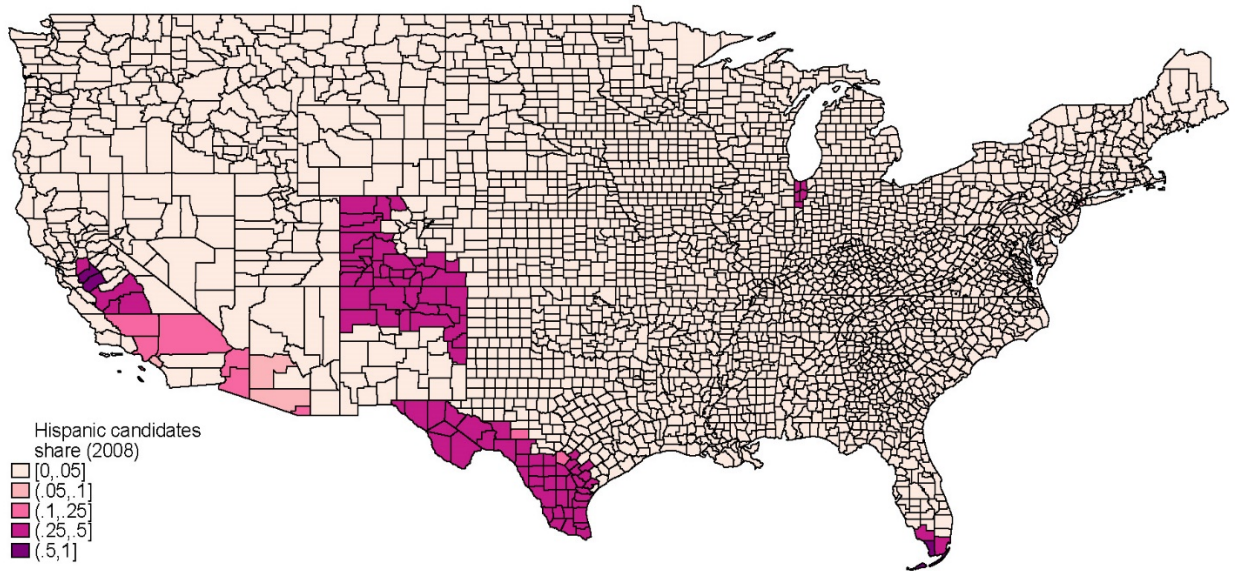 Hispanic candidates
share (2008)
[0,.05]
(.05,.1]
(.1,.25]
(.25,.5]
(.5,1]